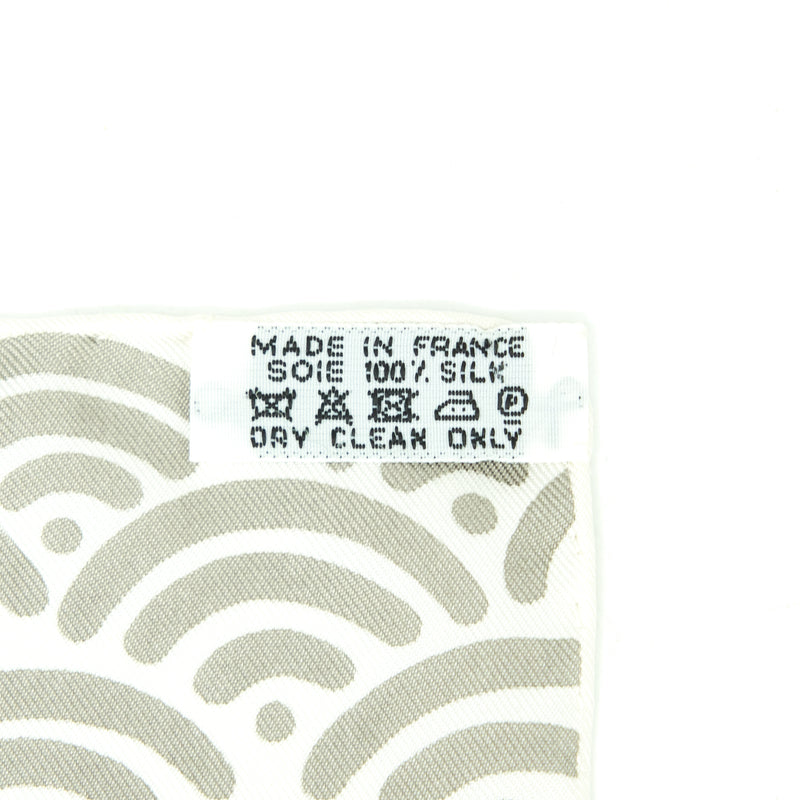 MADE IN FRANCE
SOIE 100% SILK
P
DRY CLEAN ONLY